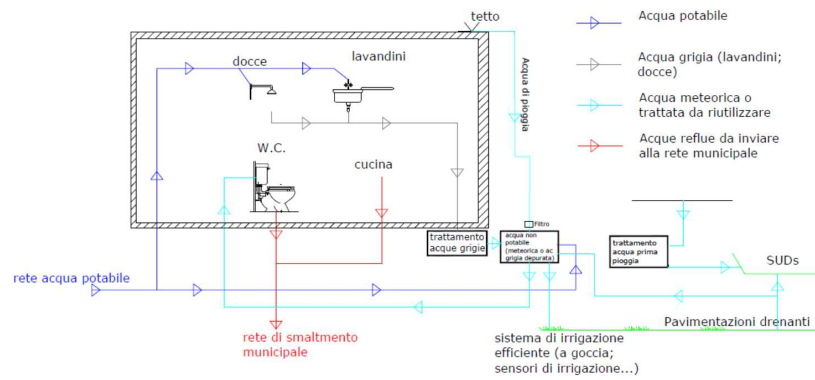 tetto
Acqua potabile
lavandini
docce
Acqua grigia (lavandini;
docce)
Acqua di pioggia
Acqua meteorica o
trattata da riutilizzare
W.C.
cucina
Acque reflue da inviare
alla rete municipale
Filtro
trattamento
acque grigie
acqua non
potabile
(meteorica o ac
grigia depurata)
trattamento
acqua prima
pioggia
SUDs
rete acqua potabile
Pavimentazioni drenanti
rete di smaltmento
municipale
sistema di irrigazione
efficiente (a goccia;
sensori di irrigazione...)